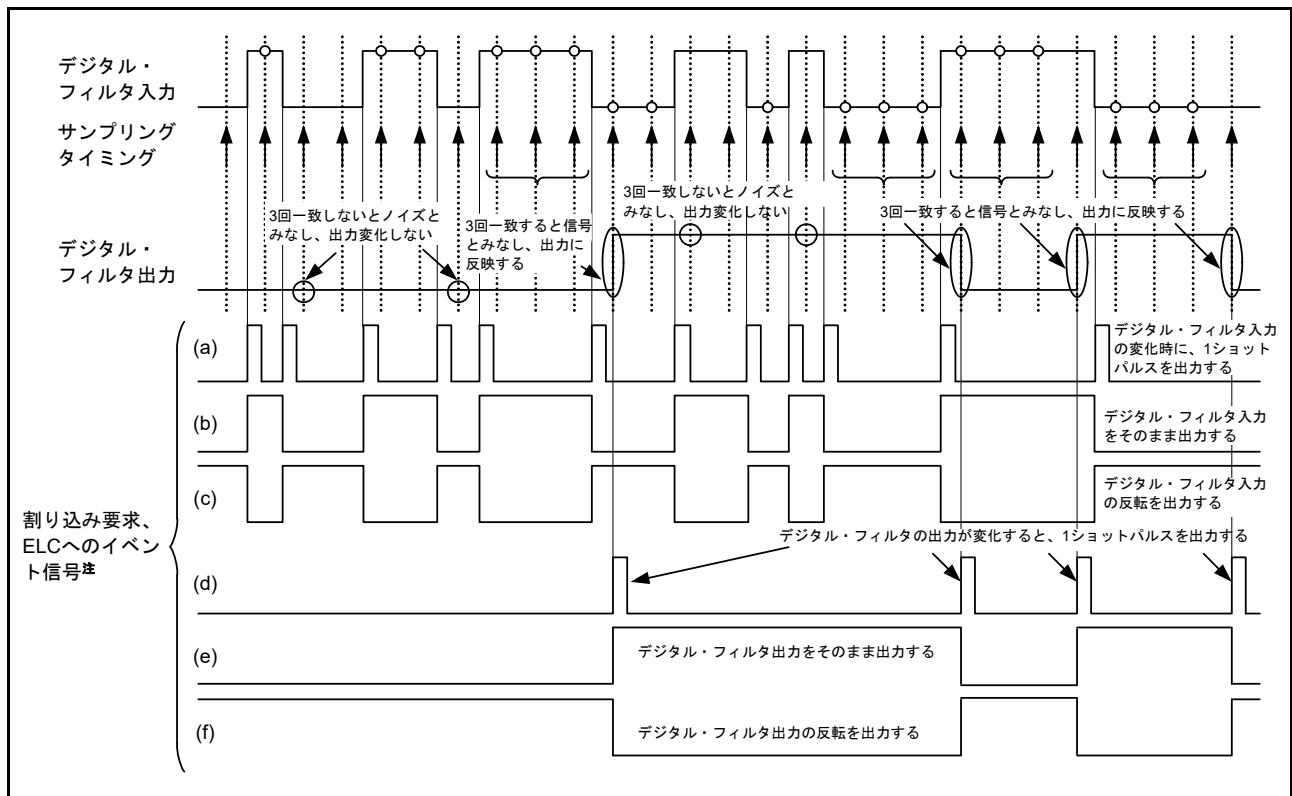 デジタル・
フィルタ入力
サンプリング
タイミング
3回一致しないとノイズと
みなし、出力変化しない
3回一致すると信号
とみなし、出力に
反映する
3回一致しないとノイズと
みなし、出力変化しない
3回一致すると信号とみなし、出力に反映する
デジタル・
フィルタ出力
(a)
デジタル・フィルタ入力
の変化時に、1ショット
パルスを出力する
(b)
デジタル・フィルタ入力
をそのまま出力する
(c)
デジタル・フィルタ入力
の反転を出力する
割り込み要求、
ELCへのイベン
ト信号注
デジタル・フィルタの出力が変化すると、1ショットパルスを出力する
(d)
(e)
デジタル・フィルタ出力をそのまま出力する
(f)
デジタル・フィルタ出力の反転を出力する